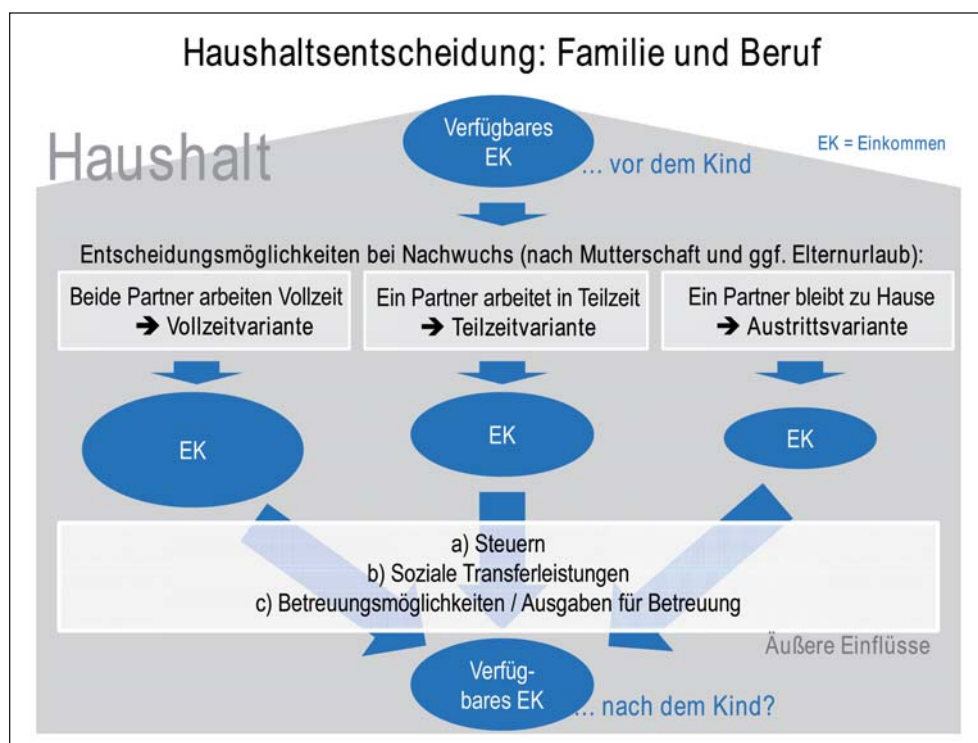 Haushaltsentscheidung: Familie und Beruf
Haushalt
Verfügbares
EK
... vor dem Kind
EK = Einkommen
Entscheidungsmöglichkeiten bei Nachwuchs (nach Mutterschaft und ggf. Elternurlaub):
Beide Partner arbeiten Vollzeit
➔ Vollzeitvariante
Ein Partner arbeitet in Teilzeit
➔ Teilzeitvariante
Ein Partner bleibt zu Hause
➔ Austrittsvariante
EK
EK
EK
a) Steuern
b) Soziale Transferleistungen
c) Betreuungsmöglichkeiten / Ausgaben für Betreuung
Äußere Einflüsse
Verfüg-
bares EK
... nach dem Kind?